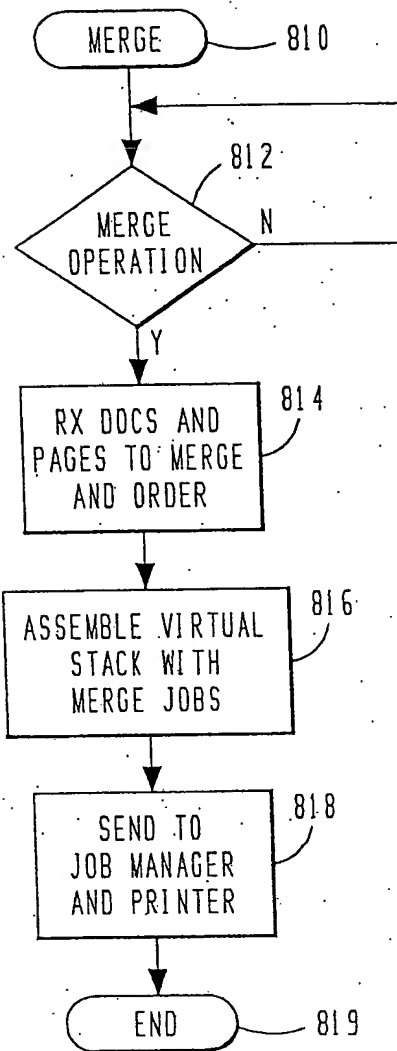 MERGE
810
812
MERGE
OPERATION
N
Y
814
RX DOCS AND
PAGES TO MERGE
AND ORDER
816
ASSEMBLE VIRTUAL
STACK WITH
MERGE JOBS
818
SEND TO
JOB MANAGER
AND PRINTER
END
819